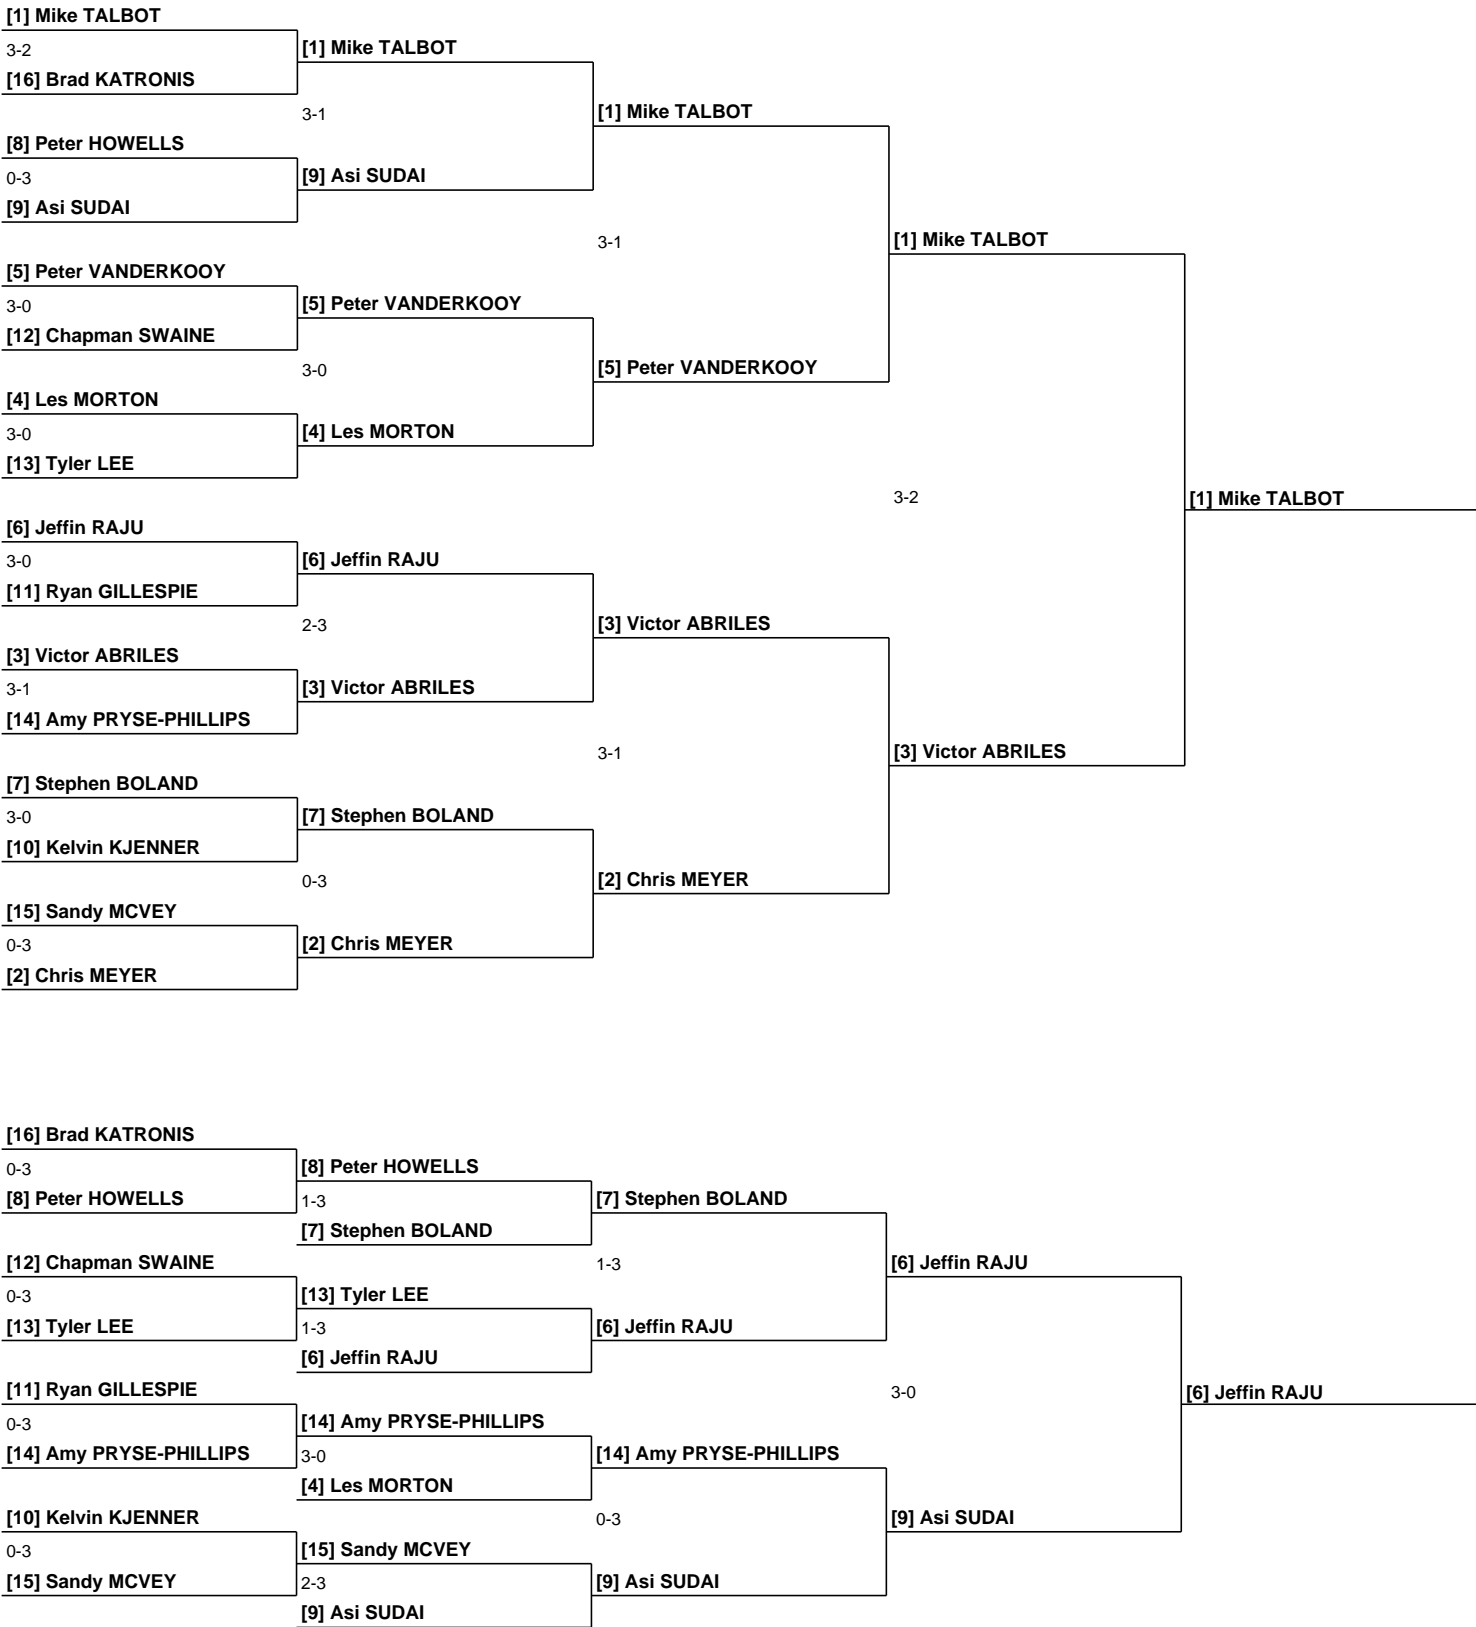 [1] Mike TALBOT
3-2
[1] Mike TALBOT
[16] Brad KATRONIS
3-1
[1] Mike TALBOT
[8] Peter HOWELLS
0-3
[9] Asi SUDAI
[9] Asi SUDAI
3-1
[1] Mike TALBOT
[5] Peter VANDERKOOY
3-0
[5] Peter VANDERKOOY
[12] Chapman SWAINE
3-0
[5] Peter VANDERKOOY
[4] Les MORTON
3-0
[4] Les MORTON
[13] Tyler LEE
3-2
[1] Mike TALBOT
[6] Jeffin RAJU
3-0
[6] Jeffin RAJU
[11] Ryan GILLESPIE
2-3
[3] Victor ABRILES
[3] Victor ABRILES
3-1
[3] Victor ABRILES
[14] Amy PRYSE-PHILLIPS
3-1
[3] Victor ABRILES
[7] Stephen BOLAND
3-0
[7] Stephen BOLAND
[10] Kelvin KJENNER
0-3
[2] Chris MEYER
[15] Sandy MCVEY
0-3
[2] Chris MEYER
[2] Chris MEYER
[16] Brad KATRONIS
0-3
[8] Peter HOWELLS
[8] Peter HOWELLS
1-3
[7] Stephen BOLAND
[7] Stephen BOLAND
[12] Chapman SWAINE
1-3
[6] Jeffin RAJU
0-3
[13] Tyler LEE
[13] Tyler LEE
1-3
[6] Jeffin RAJU
[6] Jeffin RAJU
[11] Ryan GILLESPIE
3-0
[6] Jeffin RAJU
0-3
[14] Amy PRYSE-PHILLIPS
[14] Amy PRYSE-PHILLIPS
3-0
[14] Amy PRYSE-PHILLIPS
[4] Les MORTON
[10] Kelvin KJENNER
0-3
[9] Asi SUDAI
0-3
[15] Sandy MCVEY
[15] Sandy MCVEY
2-3
[9] Asi SUDAI
[9] Asi SUDAI